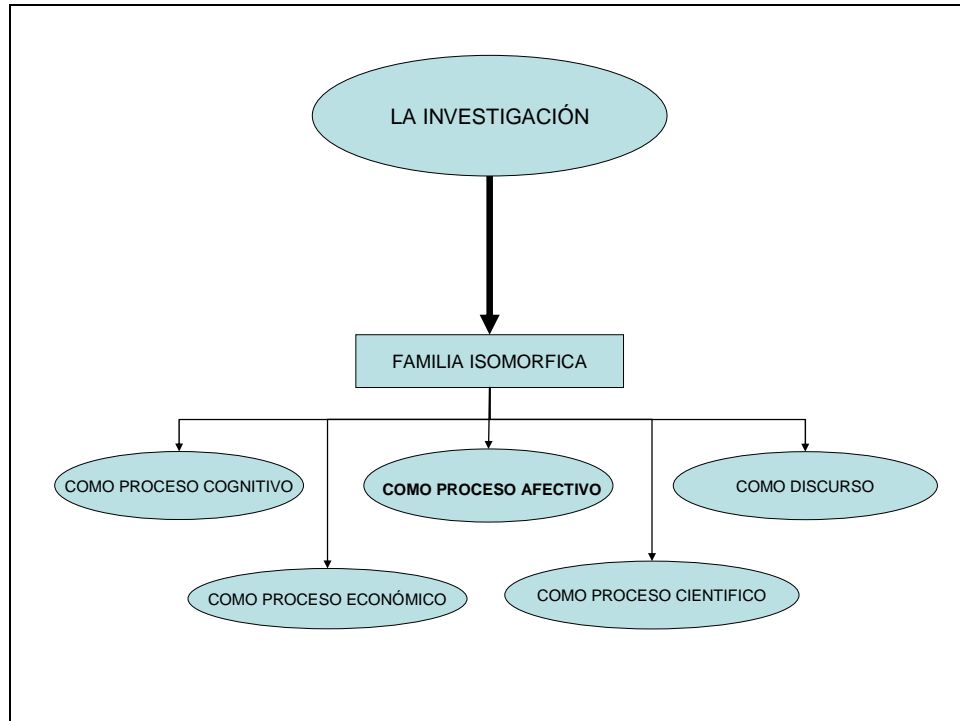 LA INVESTIGACIÓN
FAMILIA ISOMORFICA
COMO PROCESO COGNITIVO
COMO PROCESO AFECTIVO
COMO DISCURSO
COMO PROCESO ECONÓMICO
COMO PROCESO CIENTIFICO